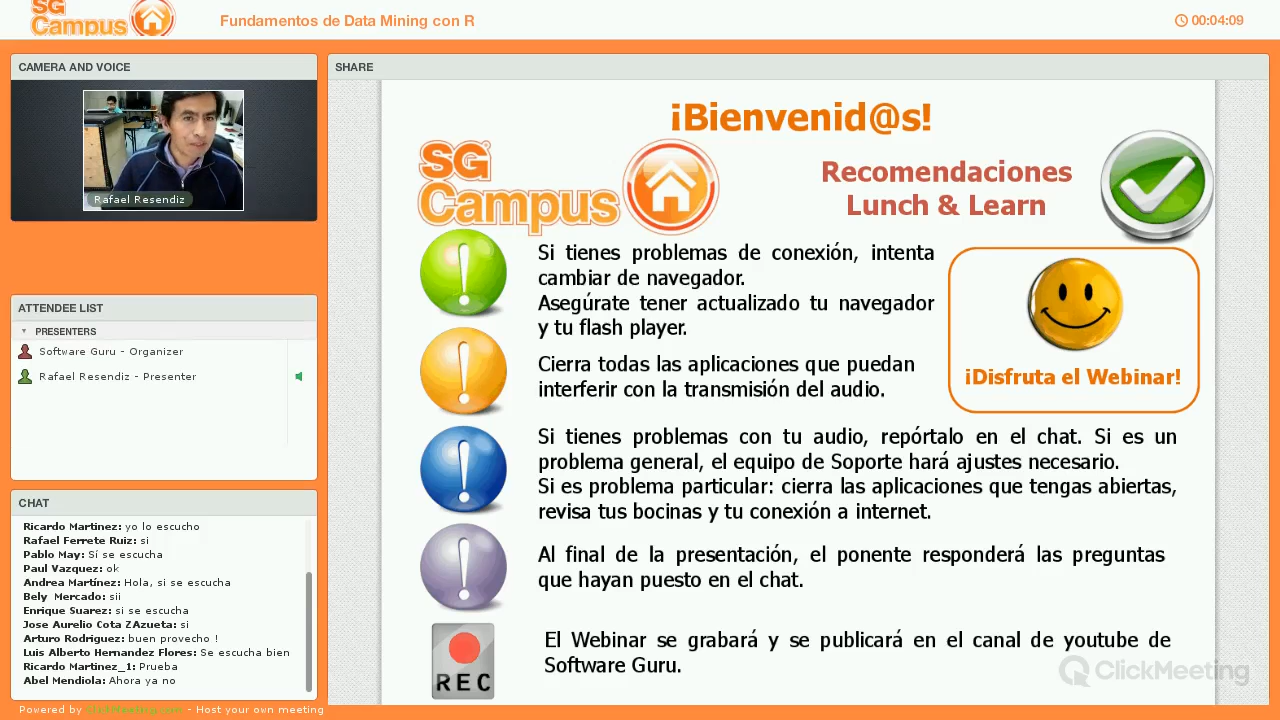 SG
Campus
Fundamentos de Data Mining con R
00:04:09
CAMERA AND VOICE
Rafael Resendiz
ATTENDEE LIST
PRESENTERS
Software Guru - Organizer
Rafael Resendiz - Presenter
CHAT
Ricardo Martinez: yo lo escucho
Rafael Ferrete Ruiz: si
Pablo May: Sí se escucha
Paul Vazquez: ok
Andrea Martínez: Hola, si se escucha
Bely Mercado: sii
Enrique Suarez: si se escucha
Jose Aurelio Cota ZAzueta: si
Arturo Rodriguez: buen provecho !
Luis Alberto Hernandez Flores: Se escucha bien
Ricardo Martinez_1: Prueba
Abel Mendiola: Ahora ya no
Powered by ClickMeeting.com - Host your own meeting
SHARE
¡Bienvenid@s!
SG
Campus
Recomendaciones
Lunch & Learn
Si tienes problemas de conexión, intenta
cambiar de navegador.
Asegúrate tener actualizado tu navegador
y tu flash player.
¡Disfruta el Webinar!
Cierra todas las aplicaciones que puedan
interferir con la transmisión del audio.
Si tienes problemas con tu audio, repórtalo en el chat. Si es un
problema general, el equipo de Soporte hará ajustes necesario.
Si es problema particular: cierra las aplicaciones que tengas abiertas,
revisa tus bocinas y tu conexión a internet.
Al final de la presentación, el ponente responderá las preguntas
que hayan puesto en el chat.
REC
El Webinar se grabará y se publicará en el canal de youtube de
Software Guru.
ClickMeeting